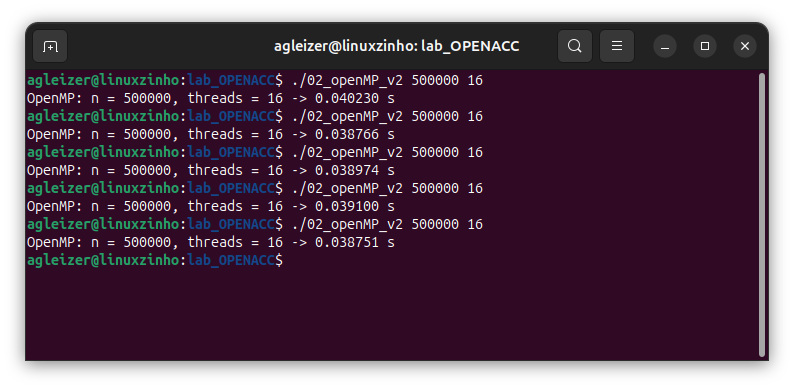 agleizer@linuxzinho: lab_OPENACC
agleizer@linuxzinho:lab_OPENACC$ ./02_openMP_v2 500000 16
OpenMP: n = 500000, threads = 16 -> 0.040230 s
agleizer@linuxzinho:lab_OPENACC$ ./02_openMP_v2 500000 16
OpenMP: n = 500000, threads = 16 -> 0.038766 s
agleizer@linuxzinho:lab_OPENACC$ ./02_openMP_v2 500000 16
OpenMP: n = 500000, threads = 16 -> 0.038974 s
agleizer@linuxzinho:lab_OPENACC$ ./02_openMP_v2 500000 16
OpenMP: n = 500000, threads = 16 -> 0.039100 s
agleizer@linuxzinho:lab_OPENACC$ ./02_openMP_v2 500000 16
OpenMP: n = 500000, threads = 16 -> 0.038751 s
agleizer@linuxzinho:lab_OPENACC$